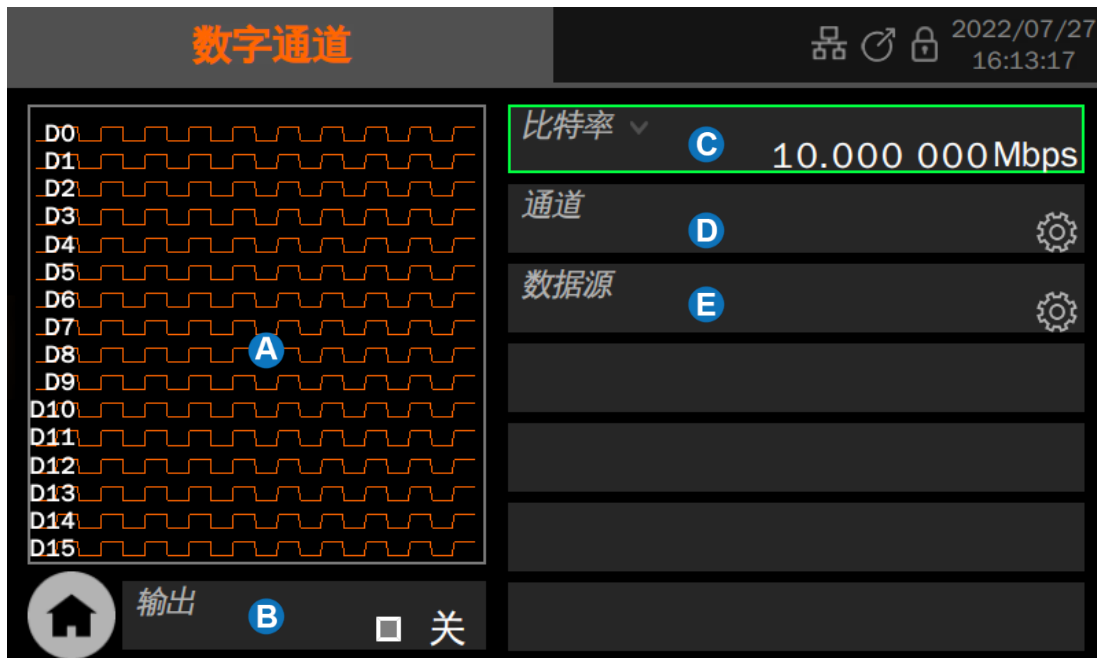 数字通道
2022/07/27
16:13:17
D0
D1
D2
D3
D4
D5
D6
D7
D8
D9
D10
D11
D12
D13
D14
D15
A
输出
B
关
比特率
C
10.000 000Mbps
通道
D
数据源
E